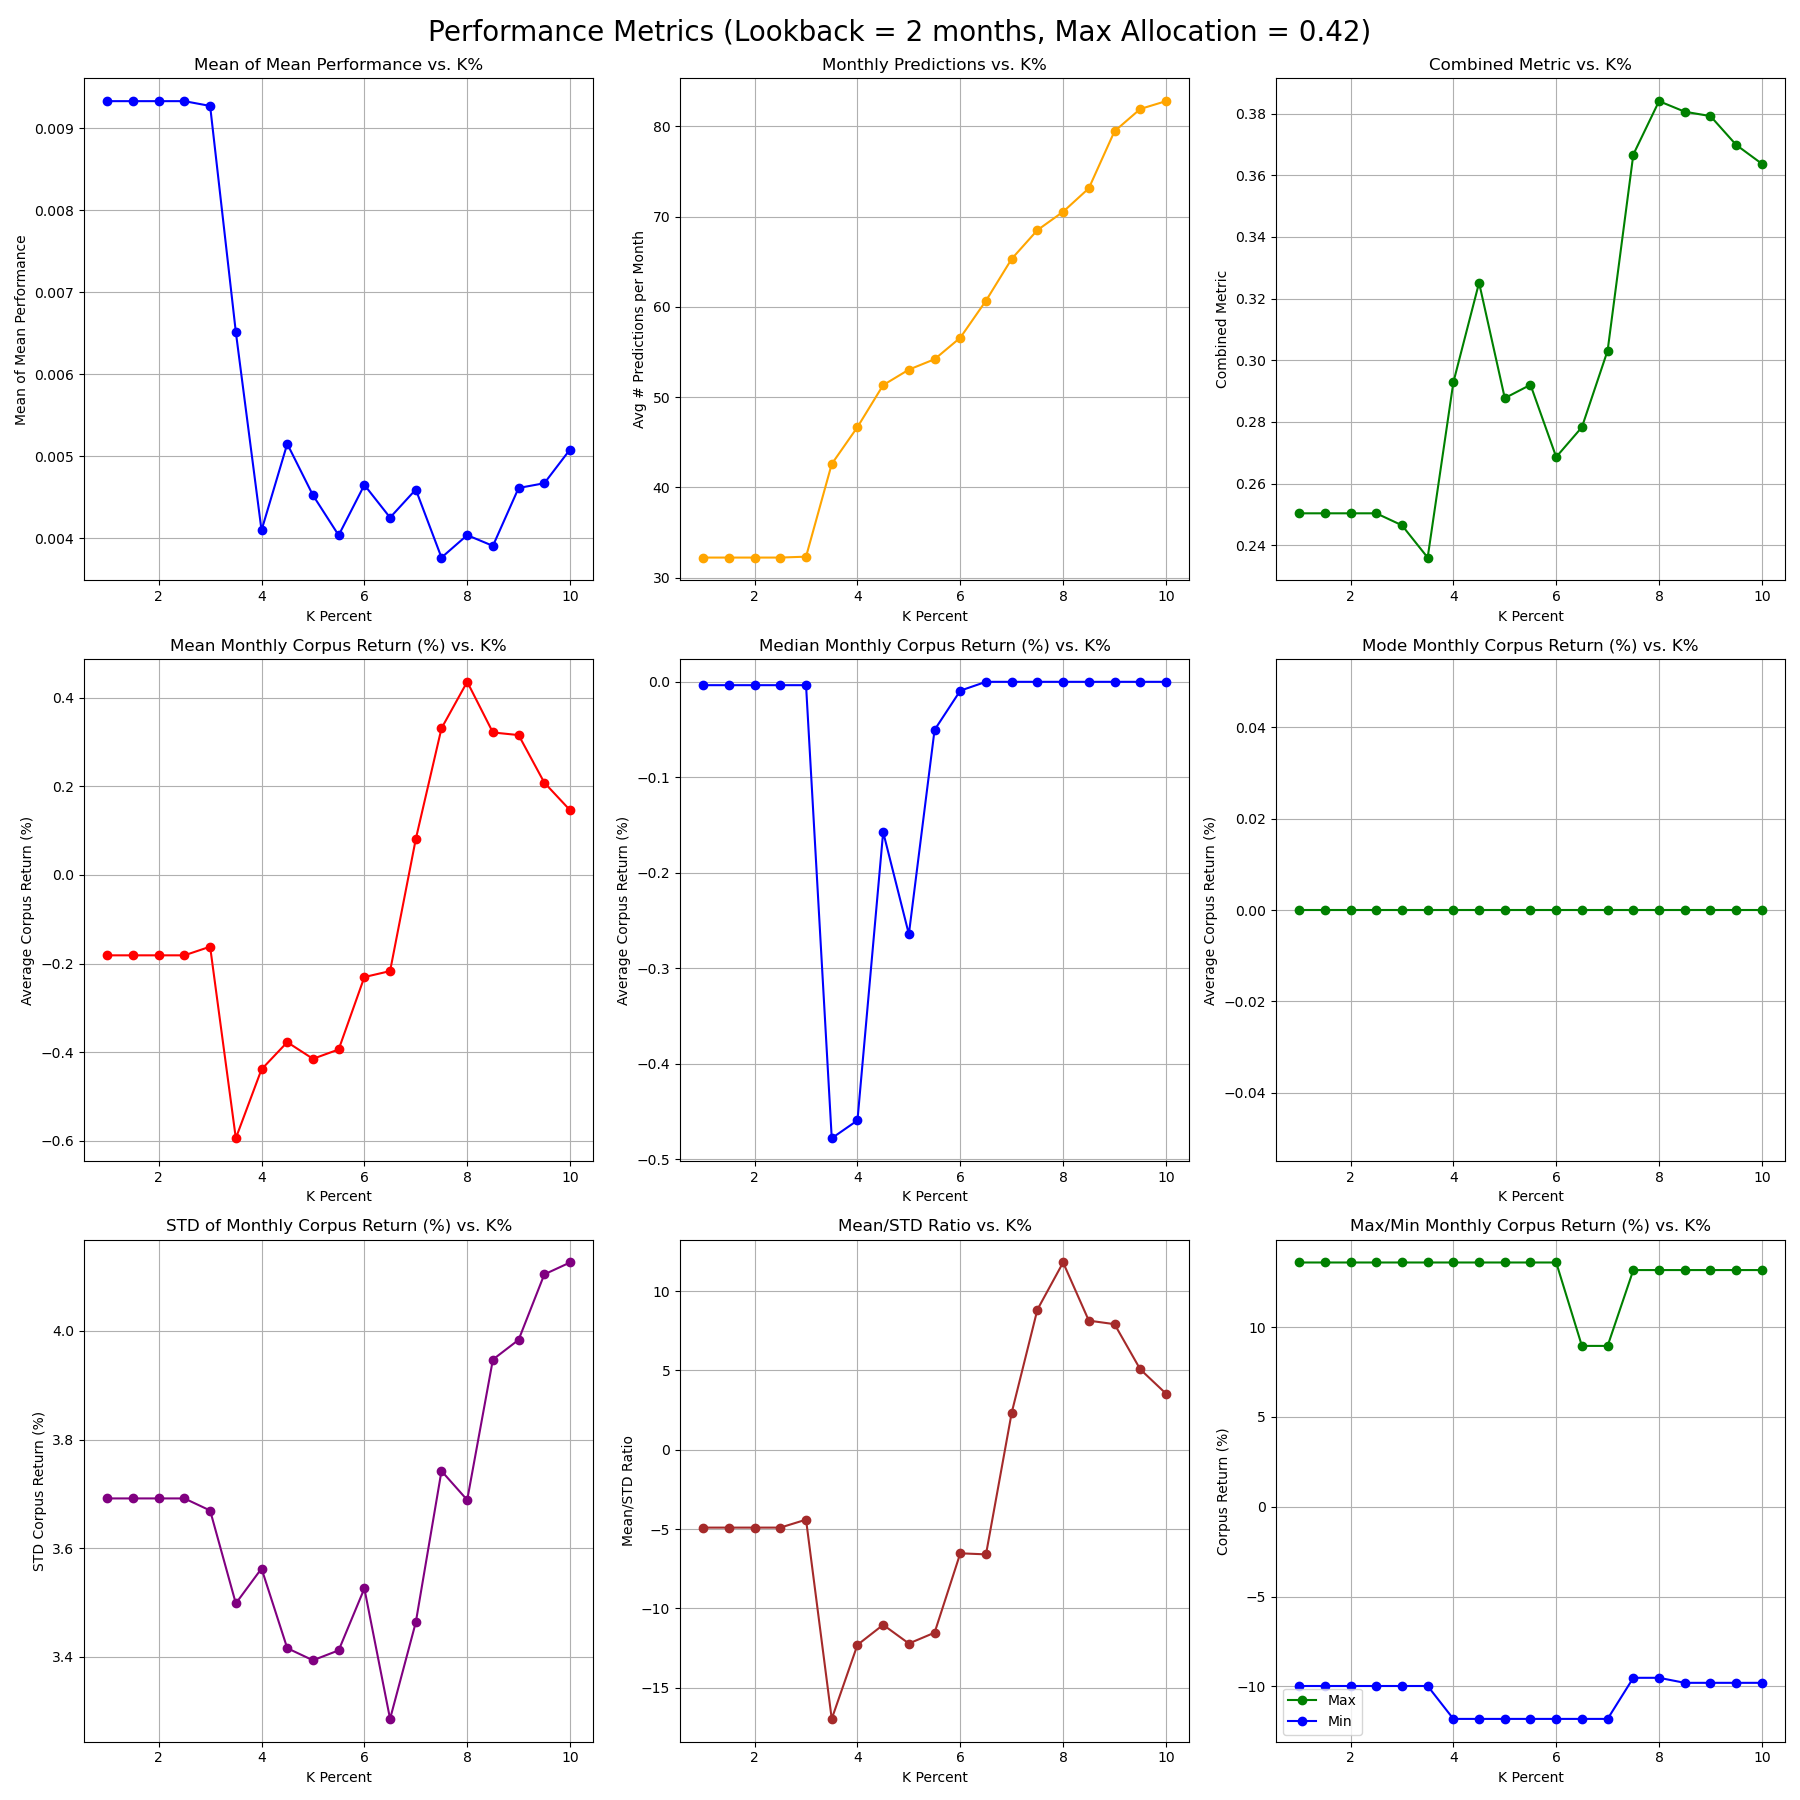 Performance Metrics (Lookback = 2 months, Max Allocation = 0.42)
Mean of Mean Performance vs. K%
Mean of Mean Performance
0.009
0.008
0.007
0.006
0.005
0.004
2 4 6 8 10
K Percent
Monthly Predictions vs. K%
Avg # Predictions per Month
80
70
60
50
40
30
2 4 6 8 10
K Percent
Combined Metric vs. K%
Combined Metric
0.38
0.36
0.34
0.32
0.30
0.28
0.26
0.24
2 4 6 8 10
K Percent
Mean Monthly Corpus Return (%) vs. K%
Average Corpus Return (%)
0.4
0.2
0.0
−0.2
−0.4
−0.6
2 4 6 8 10
K Percent
Median Monthly Corpus Return (%) vs. K%
Average Corpus Return (%)
0.0
−0.1
−0.2
−0.3
−0.4
−0.5
2 4 6 8 10
K Percent
Mode Monthly Corpus Return (%) vs. K%
Average Corpus Return (%)
0.04
0.02
0.00
−0.02
−0.04
2 4 6 8 10
K Percent
STD of Monthly Corpus Return (%) vs. K%
STD Corpus Return (%)
4.0
3.8
3.6
3.4
2 4 6 8 10
K Percent
Mean/STD Ratio vs. K%
Mean/STD Ratio
10
5
0
−5
−10
−15
2 4 6 8 10
K Percent
Max/Min Monthly Corpus Return (%) vs. K%
Corpus Return (%)
10
5
0
−5
−10
Max
Min
2 4 6 8 10
K Percent